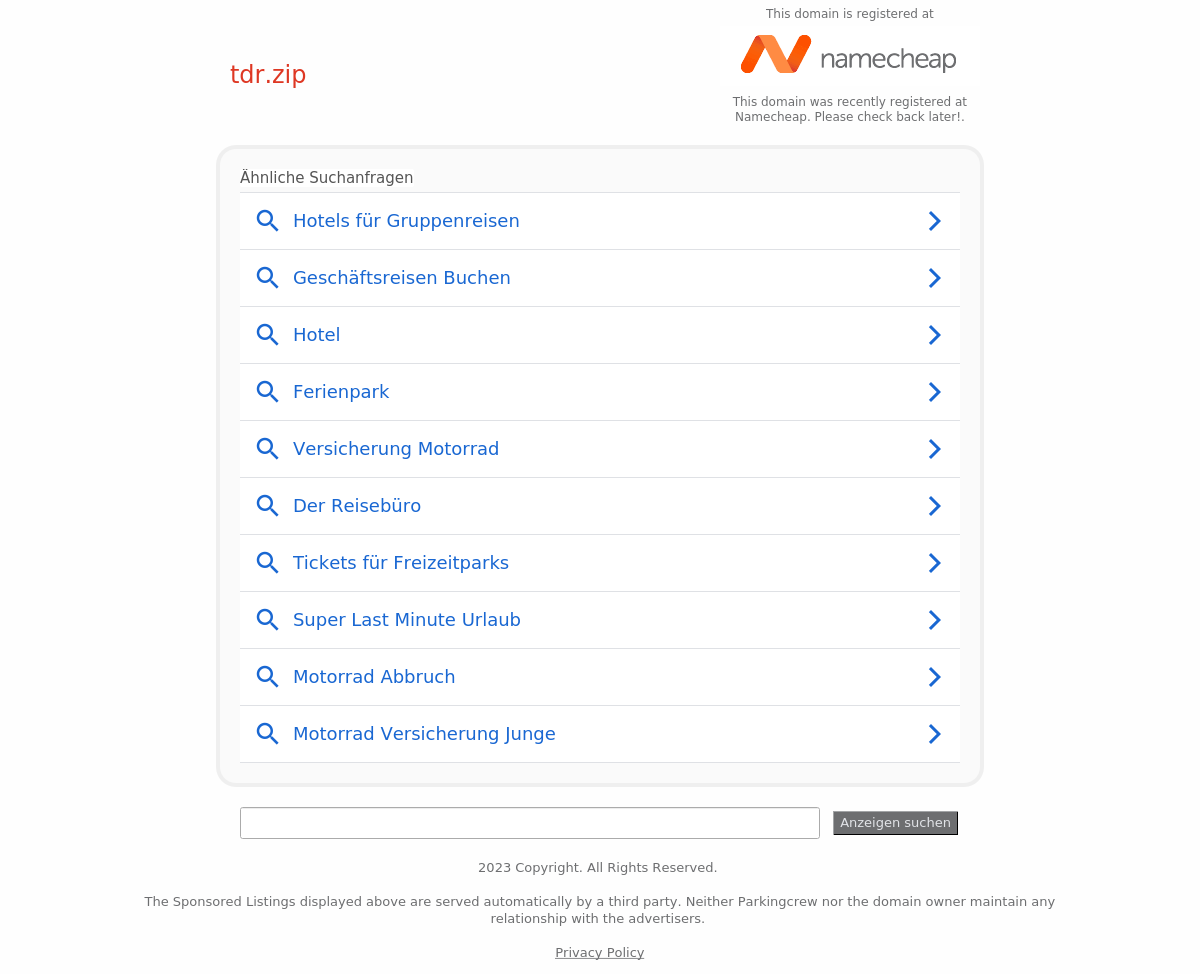 This domain is registered at
namecheap
tdr.zip
This domain was recently registered at
Namecheap. Please check back later!.
Ähnliche Suchanfragen
Hotels für Gruppenreisen
Geschäftsreisen Buchen
Hotel
Ferienpark
Versicherung Motorrad
Der Reisebüro
Tickets für Freizeitparks
Super Last Minute Urlaub
Motorrad Abbruch
Motorrad Versicherung Junge
Anzeigen suchen
2023 Copyright. All Rights Reserved.
The Sponsored Listings displayed above are served automatically by a third party. Neither Parkingcrew nor the domain owner maintain any
relationship with the advertisers.
Privacy Policy